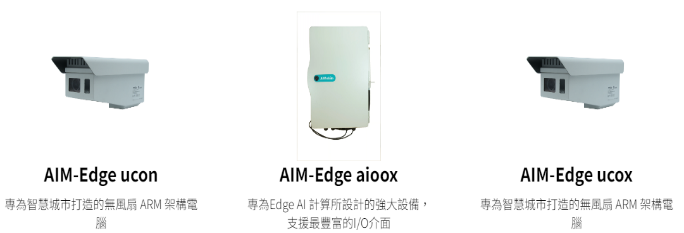 AIM-Edge ucon
專為智慧城市打造的無風扇 ARM 架構電
腦
AIM-Edge aioox
專為Edge AI 計算所設計的強大設備，
支援最豐富的I/O介面
AIM-Edge ucox
專為智慧城市打造的無風扇 ARM 架構電
腦